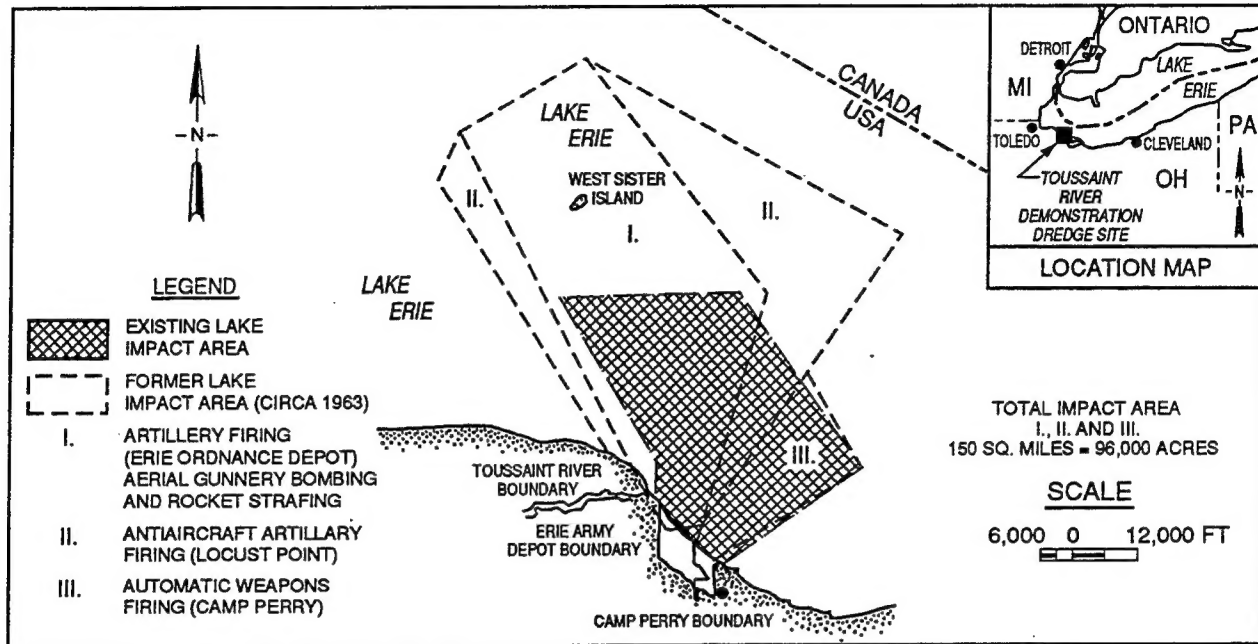 -N-
LAKE
ERIE
WEST SISTER
ISLAND
I.
II.
II.
CANADA
USA
LAKE
ERIE
III.
TOUSSAINT RIVER
BOUNDARY
ERIE ARMY
DEPOT BOUNDARY
CAMP PERRY BOUNDARY
LEGEND
EXISTING LAKE
IMPACT AREA
FORMER LAKE
IMPACT AREA (CIRCA 1963)
I. ARTILLERY FIRING
(ERIE ORDNANCE DEPOT)
AERIAL GUNNERY BOMBING
AND ROCKET STRAFING
II. ANTIAIRCRAFT ARTILLARY
FIRING (LOCUST POINT)
III. AUTOMATIC WEAPONS
FIRING (CAMP PERRY)
ONTARIO
DETROIT
MI
LAKE
ERIE
PA
TOLEDO
CLEVELAND
OH
-N-
TOUSSAINT
RIVER
DEMONSTRATION
DREDGE SITE
LOCATION MAP
TOTAL IMPACT AREA
I., II. AND III.
150 SQ. MILES = 96,000 ACRES
SCALE
6,000 0 12,000 FT